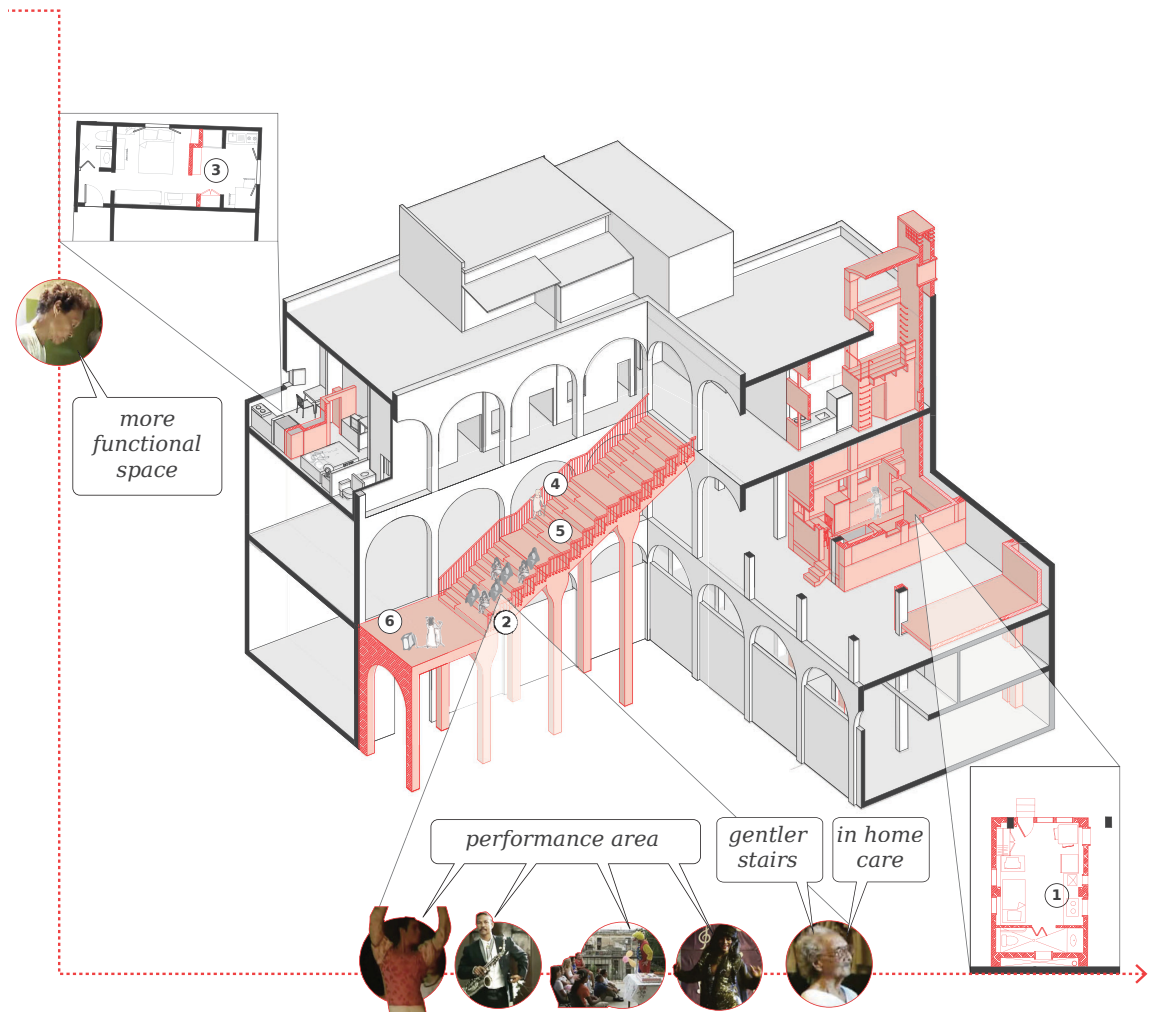 3
more
functional
space
4
5
6
2
performance area
gentler
stairs
in home
care
1